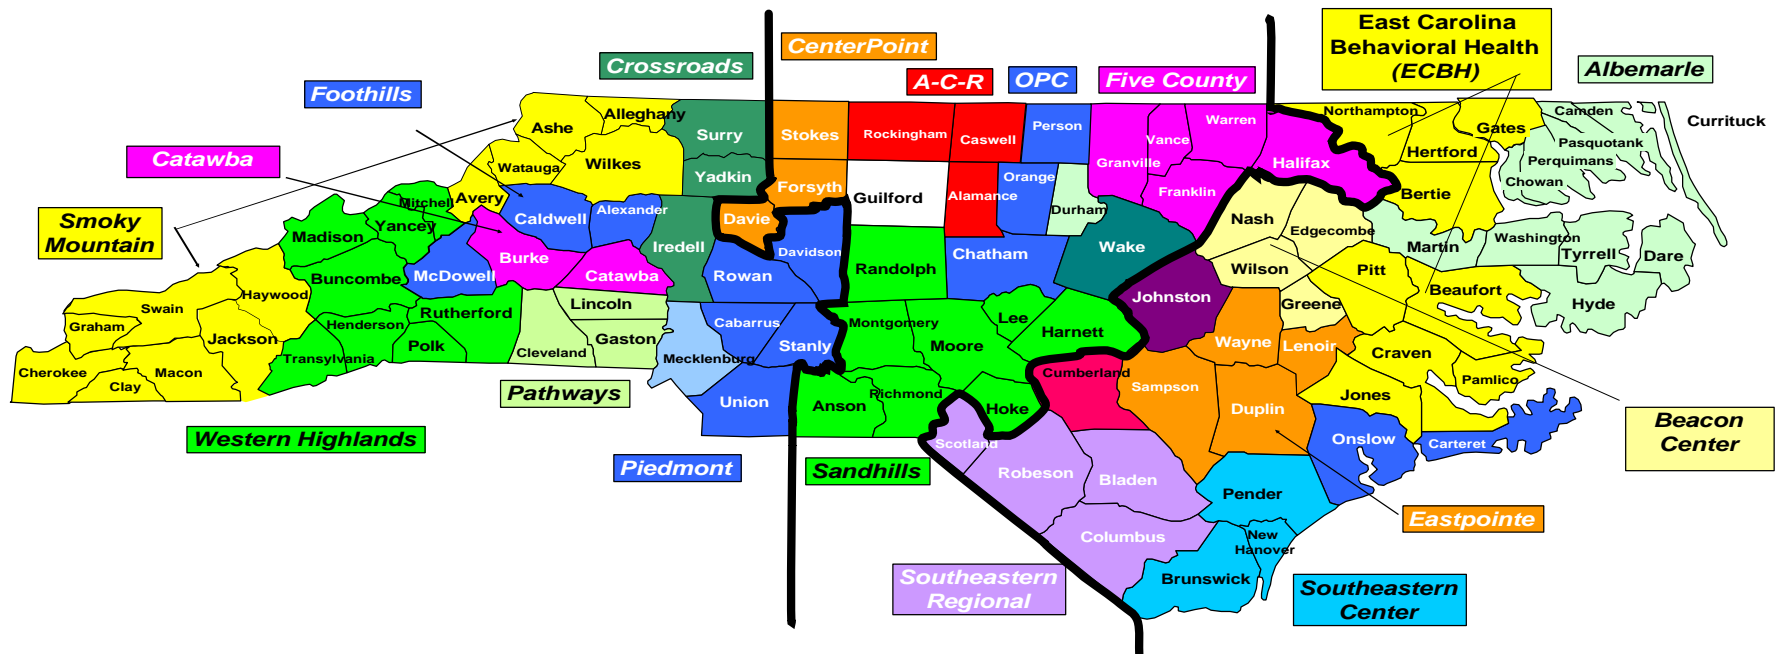 East Carolina
Behavioral Health
(ECBH)
CenterPoint
Crossroads
Albemarle
A-C-R
OPC
Five County
Foothills
Catawba
Smoky
Mountain
Western Highlands
Pathways
Piedmont
Sandhills
Southeastern
Regional
Southeastern
Center
Eastpointe
Beacon
Center
Ashe
Alleghany
Surry
Stokes
Rockingham
Caswell
Person
Granville
Vance
Warren
Halifax
Northampton
Gates
Hertford
Camden
Pasquotank
Perquimans
Chowan
Currituck
Watauga
Wilkes
Yadkin
Forsyth
Guilford
Alamance
Orange
Durham
Franklin
Bertie
Mitchell
Avery
Caldwell
Alexander
Davie
Iredell
Davidson
Nash
Edgecombe
Martin
Washington
Tyrrell
Dare
Madison
Yancey
McDowell
Burke
Catawba
Rowan
Randolph
Chatham
Wake
Wilson
Pitt
Beaufort
Hyde
Buncombe
Haywood
Swain
Graham
Jackson
Henderson
Rutherford
Lincoln
Gaston
Cleveland
Polk
Transylvania
Cherokee
Clay
Macon
Mecklenburg
Cabarrus
Stanly
Union
Montgomery
Moore
Lee
Harnett
Johnston
Greene
Wayne
Lenoir
Craven
Pamlico
Jones
Anson
Richmond
Hoke
Cumberland
Sampson
Duplin
Onslow
Carteret
Scotland
Robeson
Bladen
Columbus
Pender
New
Hanover
Brunswick